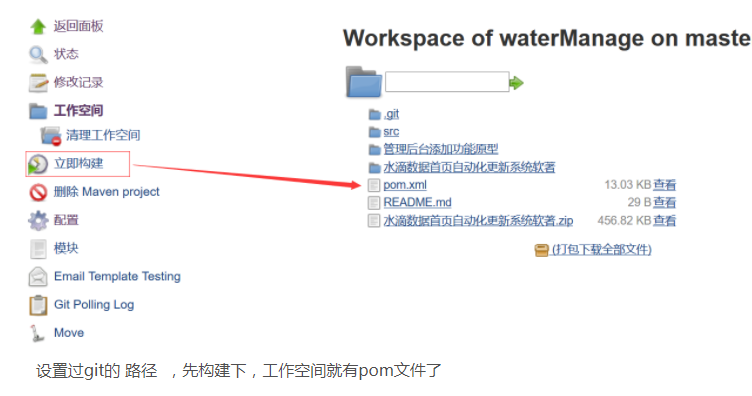 返回面板
状态
修改记录
工作空间
清理工作空间
立即构建
删除 Maven project
配置
模块
Email Template Testing
Git Polling Log
Move
Workspace of waterManage on maste
.git
src
管理后台添加功能原型
水滴数据首页自动化更新系统软著
pom.xml 13.03 KB 查看
README.md 29 B 查看
水滴数据首页自动化更新系统软著.zip 456.82 KB 查看
(打包下载全部文件)
设置过git的 路径 ，先构建下，工作空间就有pom文件了